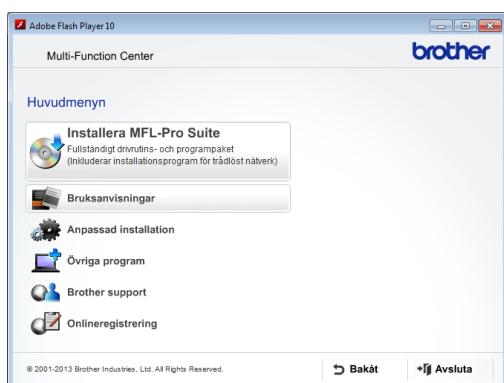 Adobe Flash Player 10
Multi-Function Center
brother
Huvudmenyn
Installera MFL-Pro Suite
Fullständigt drivrutins- och programpaket
(Inkluderar installationsprogram för trådlöst nätverk)
Bruksanvisningar
Anpassad installation
Övriga program
Brother support
Onlineregistrering
© 2001-2013 Brother Industries, Ltd. All Rights Reserved.
Bakåt
Avsluta